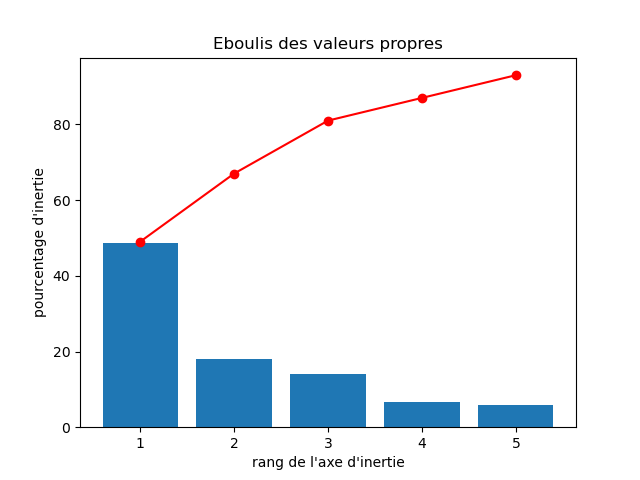 Eboulis des valeurs propres
pourcentage d'inertie
80
60
40
20
0
1 2 3 4 5
rang de l'axe d'inertie